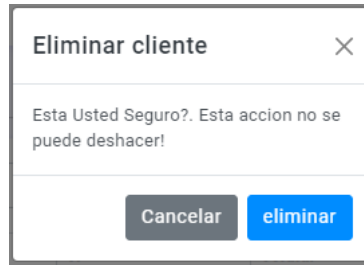 Eliminar cliente
Esta Usted Seguro?. Esta accion no se
puede deshacer!
Cancelar
eliminar